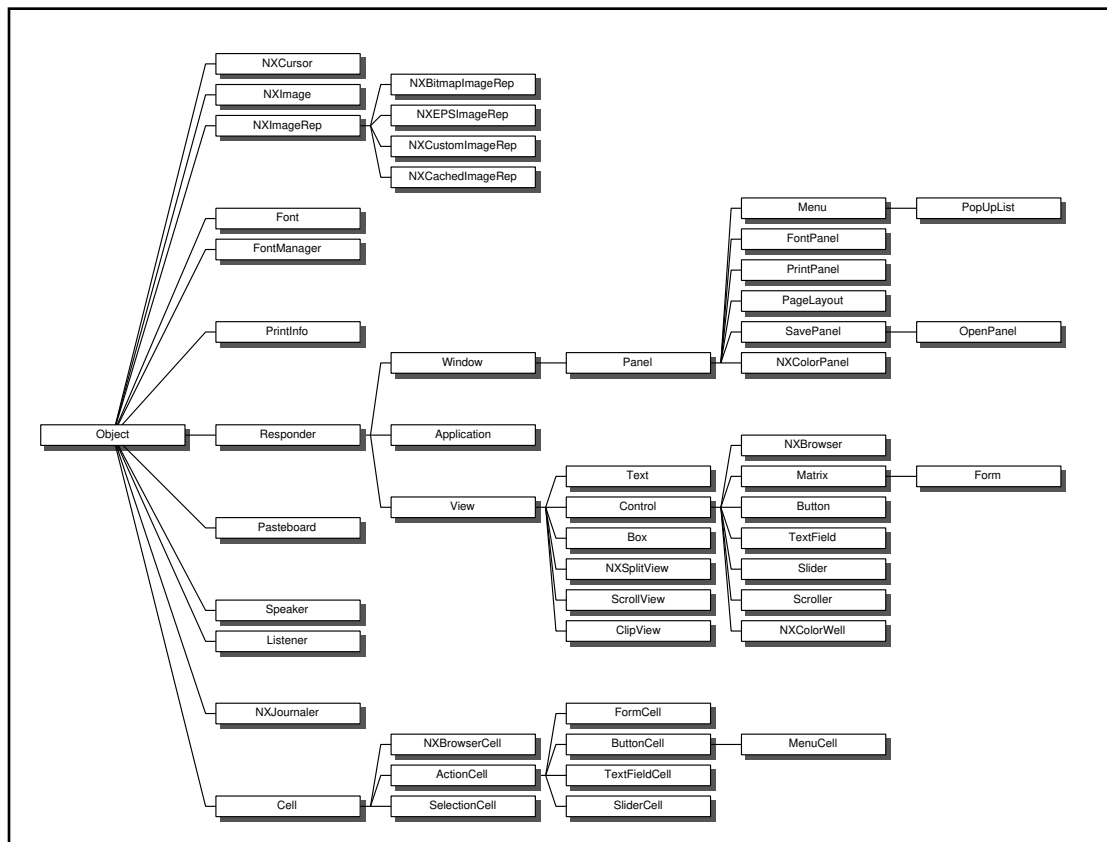 NXCursor
NXImage
NXImageRep
NXBitmapImageRep
NXEPSImageRep
NXCustomImageRep
NXCachedImageRep
Font
FontManager
PrintInfo
Menu
PopUpList
FontPanel
PrintPanel
PageLayout
SavePanel
OpenPanel
Window
Panel
NXColorPanel
Object
Responder
Application
View
Text
Control
Box
NXSplitView
ScrollView
ClipView
NXBrowser
Matrix
Form
Button
TextField
Slider
Scroller
NXColorWell
Pasteboard
Speaker
Listener
NXJournaler
Cell
NXBrowserCell
ActionCell
SelectionCell
FormCell
ButtonCell
MenuCell
TextFieldCell
SliderCell